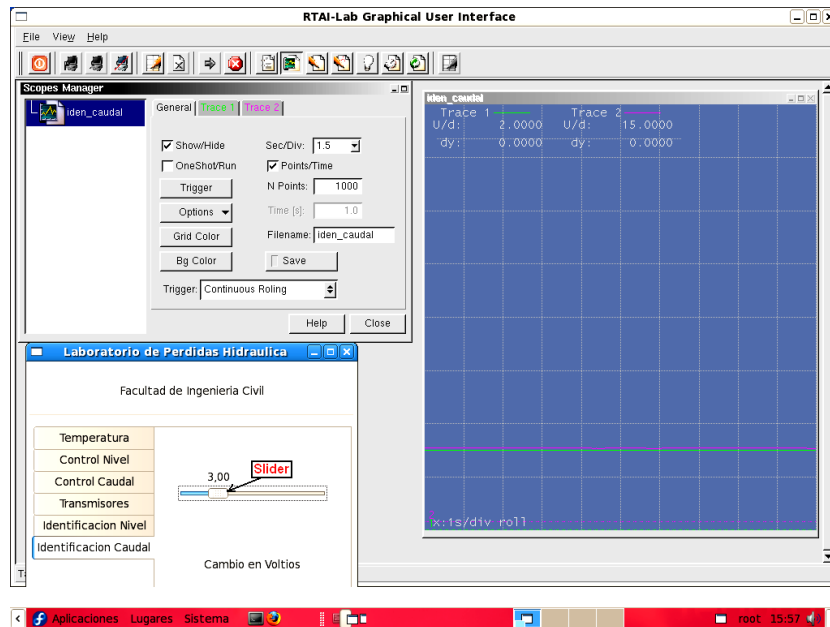 RTAI-Lab Graphical User Interface
File View Help
Scopes Manager
iden_caudal
General Trace 1 Trace 2
Show/Hide Sec/Div: 1.5
OneShot/Run Points/Time
Trigger N Points: 1000
Options Time [s]: 1.0
Grid Color Filename: iden_caudal
Bg Color Save
Trigger: Continuous Roling
Help Close
iden_caudal
Trace 1 Trace 2
U/d: 2.0000 U/d: 15.0000
dy: 0.0000 dy: 0.0000
x:1s/div roll
Laboratorio de Perdidas Hidraulica
Facultad de Ingenieria Civil
Temperatura
Control Nivel
Control Caudal
Transmisores
Identificacion Nivel
Identificacion Caudal
3,00
Slider
Cambio en Voltios
Aplicaciones Lugares Sistema root 15:57